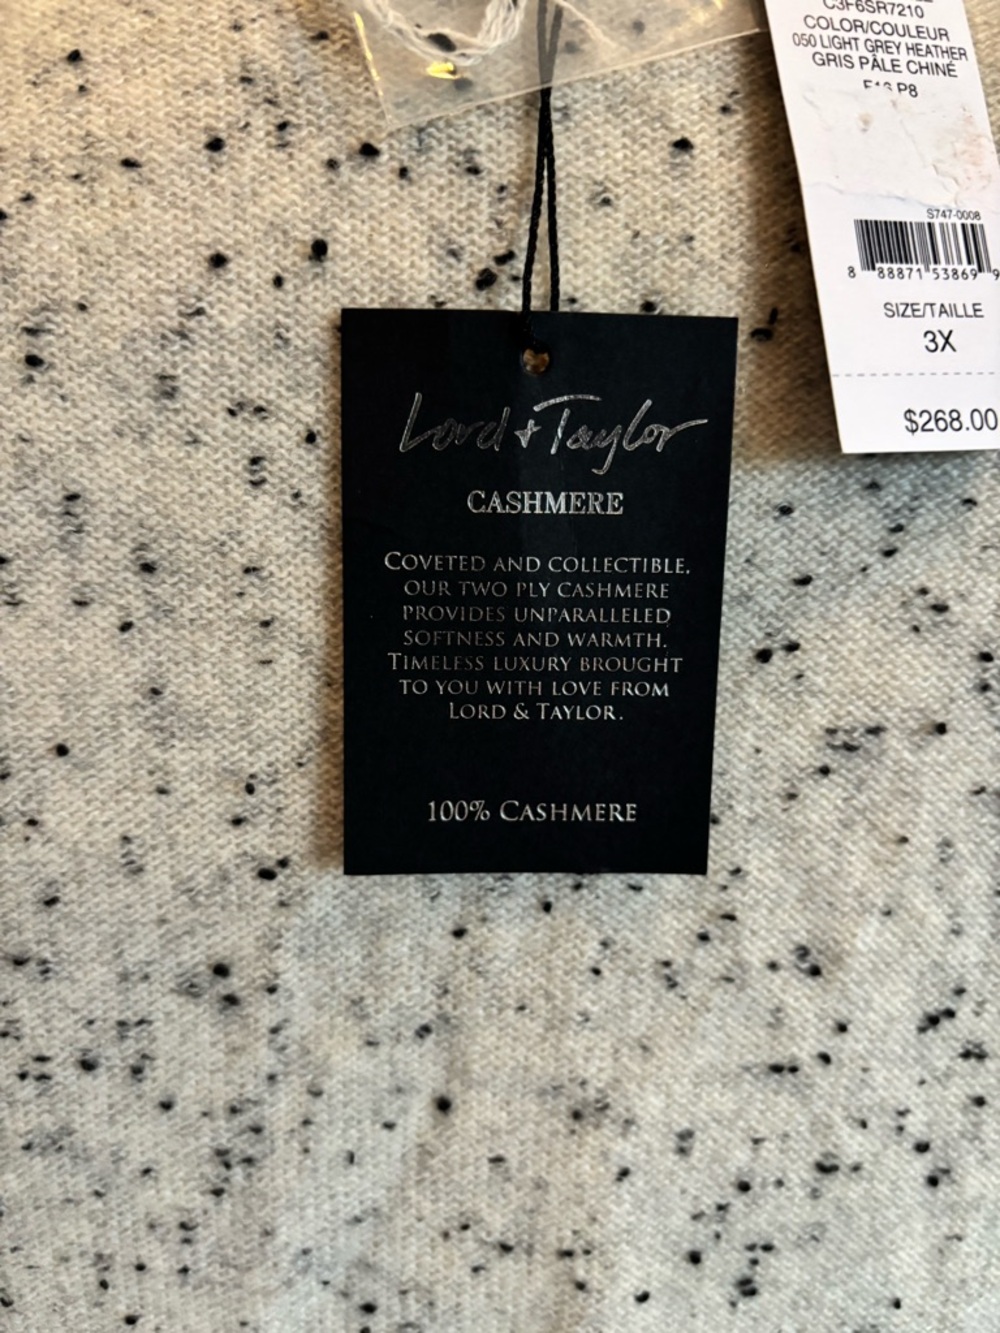 C3F6SR7210
COLOR/COULEUR
050 LIGHT GREY HEATHER
GRIS PÂLE CHINÉ
P8
S747-0008
8 88871 53869 9
SIZE/TAILLE
3X
$268.00
Lord + Taylor
CASHMERE
COVETED AND COLLECTIBLE.
OUR TWO PLY CASHMERE
PROVIDES UNPARALLELED
SOFTNESS AND WARMTH.
TIMELESS LUXURY BROUGHT
TO YOU WITH LOVE FROM
LORD & TAYLOR.
100% CASHMERE